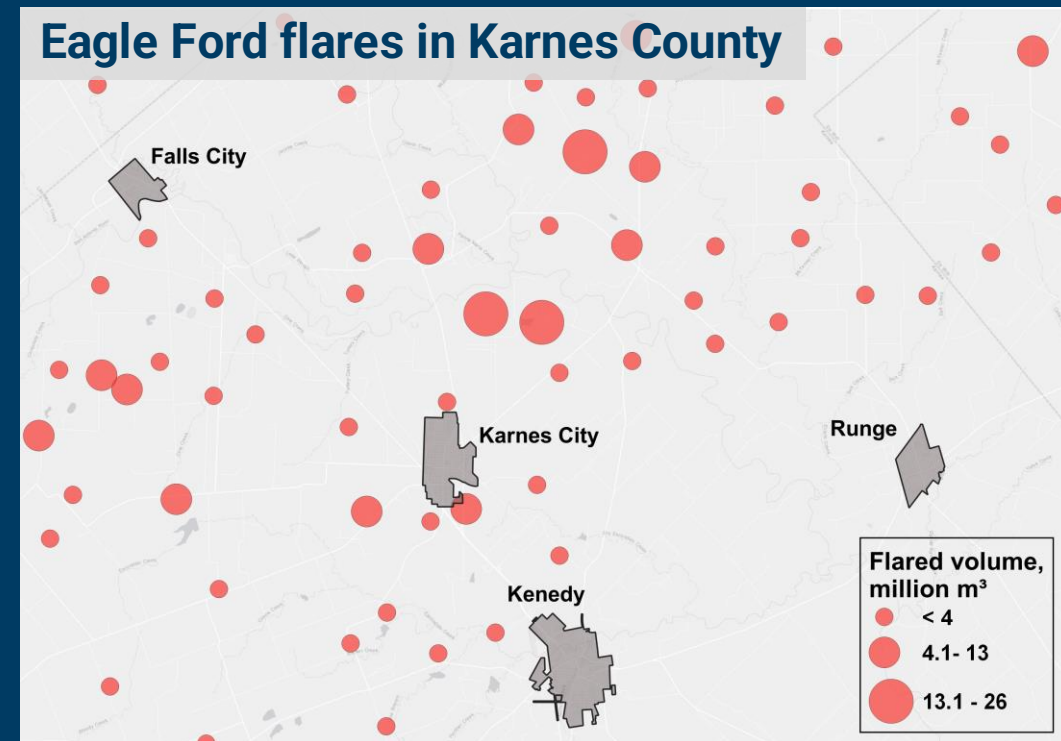 Eagle Ford flares in Karnes County
Falls City
Karnes City
Runge
Kenedy
Flared volume,
million m³
< 4
4.1- 13
13.1 - 26